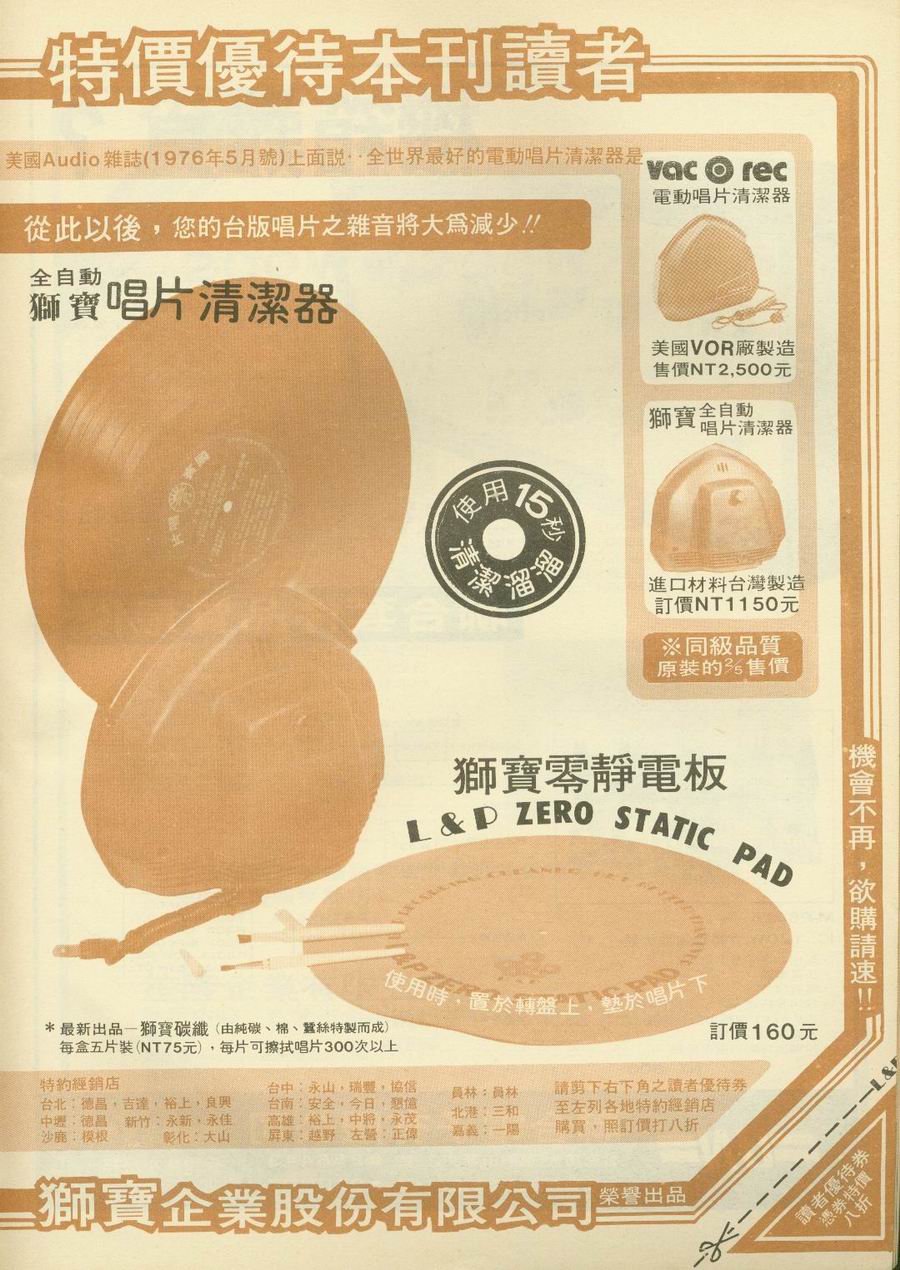 特價優待本刊讀者
美國Audio雜誌(1976年5月號)上面説‥全世界最好的電動唱片清潔器是
vac rec
電動唱片清潔器
美國VOR廠製造
售價NT2,500元
從此以後，您的台版唱片之雜音將大爲減少!!
全自動
獅寶唱片清潔器
獅寶全自動
唱片清潔器
進口材料台灣製造
訂價NT1150元
※同級品質
原裝的⅖售價
使用15秒
清潔溜溜
獅寶零靜電板
L&P ZERO STATIC PAD
L&P ZERO STATIC PAD
使用時，置於轉盤上，墊於唱片下
訂價160元
機會不再，欲購請速!!
*最新出品—獅寶碳纖（由純碳、棉、蠶絲特製而成）
每盒五片裝(NT75元)，每片可擦拭唱片300次以上
特約經銷店
台北：德昌，吉達，裕上，良興
中壢：德昌 新竹：永新，永佳
沙鹿：模根 彰化：大山
台中：永山，瑞豐，協信
台南：安全，今日，懇億
高雄：裕上，中將，永茂
屏東：越野 左營：正偉
員林：員林
北港：三和
嘉義：一陽
請剪下右下角之讀者優待券
至左列各地特約經銷店
購買，照訂價打八折
L&P
讀者優待券
憑券特價
八折
獅寶企業股份有限公司榮譽出品